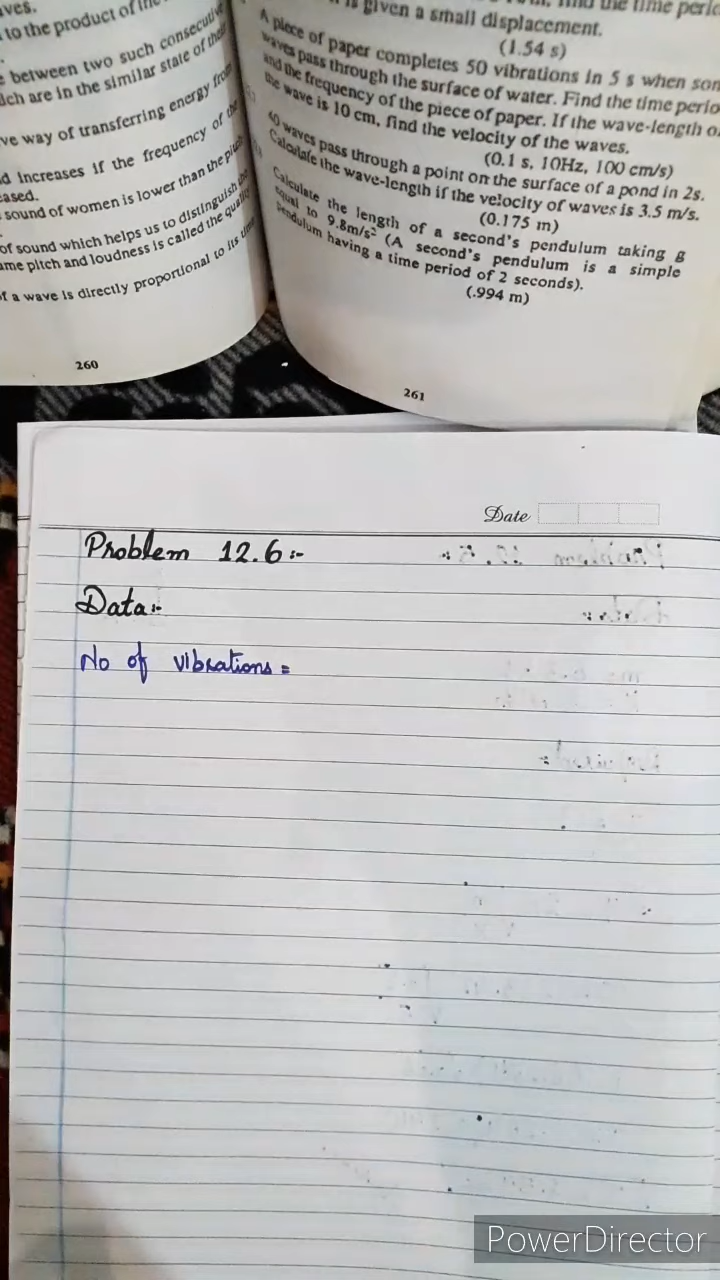 ves.
to the product of the
between two such consecutive
ich are in the similar state of their
ve way of transferring energy from
d increases if the frequency of the
eased.
sound of women is lower than the pitch
of sound which helps us to distinguish
ame pitch and loudness is called the quality
f a wave is directly proportional to its time
260
is given a small displacement.
find the time perio
(1.54 s)
A piece of paper completes 50 vibrations in 5 s when som
waves pass through the surface of water. Find the time perio
and the frequency of the piece of paper. If the wave-length o
the wave is 10 cm, find the velocity of the waves.
(0.1 s, 10Hz, 100 cm/s)
40 waves pass through a point on the surface of a pond in 2s.
Calculate the wave-length if the velocity of waves is 3.5 m/s.
(0.175 m)
Calculate the length of a second's pendulum taking g
equal to 9.8m/s² (A second's pendulum is a simple
pendulum having a time period of 2 seconds).
(.994 m)
261
Date
Problem 12.6:-
Data:-
No of vibrations =
PowerDirector